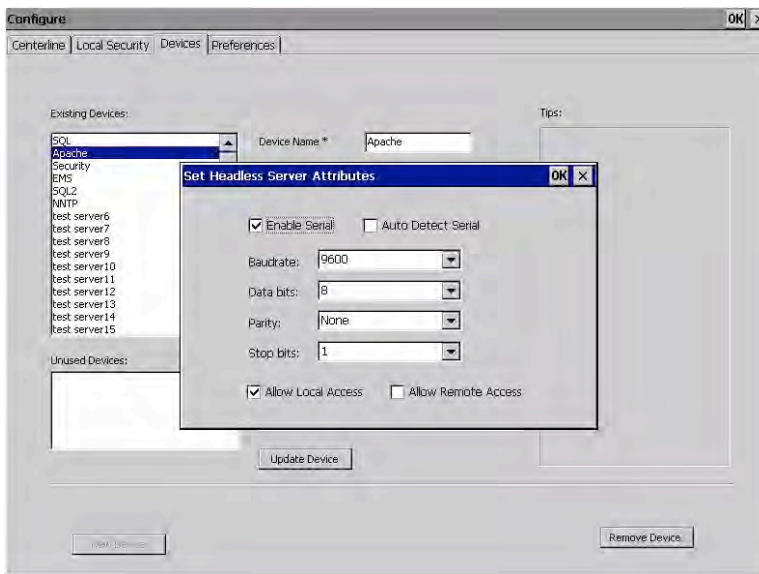 Configure OK ×
Centerline Local Security Devices Preferences
Existing Devices:
SQL
Apache
Security
EMS
SQL2
NNTP
test server6
test server7
test server8
test server9
test server10
test server11
test server12
test server13
test server14
test server15
Device Name * Apache
Tips:
Set Headless Server Attributes OK ×
Enable Serial Auto Detect Serial
Baudrate: 9600
Data bits: 8
Parity: None
Stop bits: 1
Allow Local Access Allow Remote Access
Unused Devices:
Update Device
Remove Device